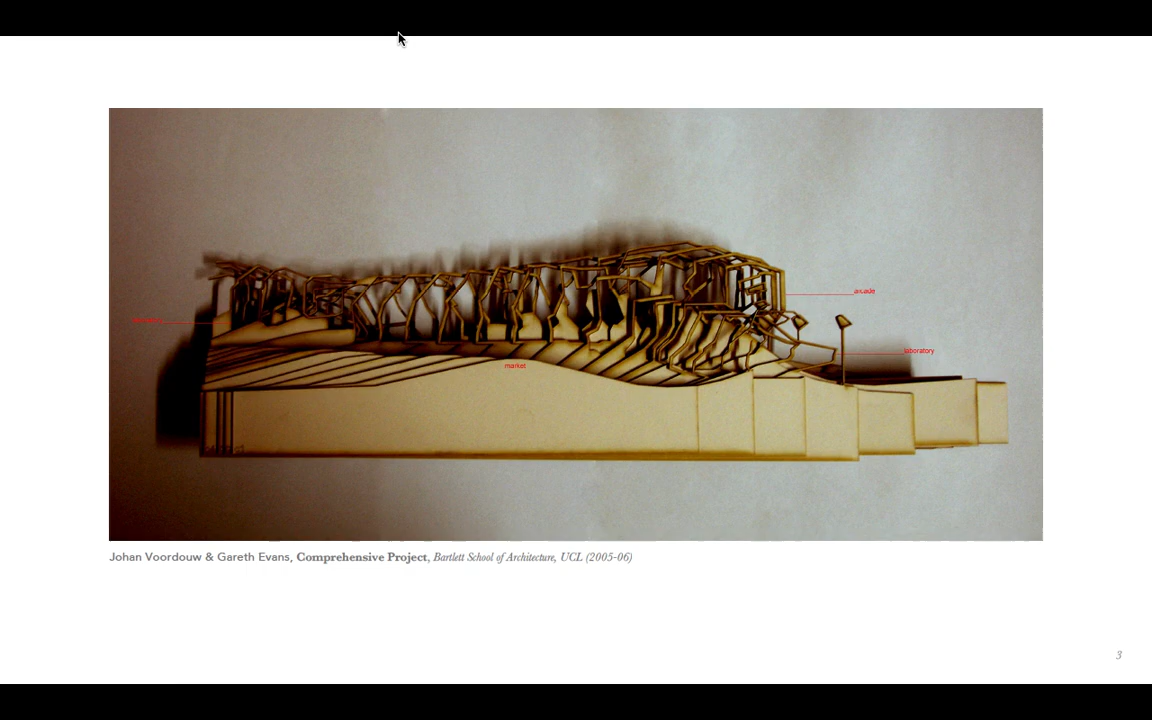 arcade
laboratory
market
Johan Voordouw & Gareth Evans, Comprehensive Project, Bartlett School of Architecture, UCL (2005-06)
3